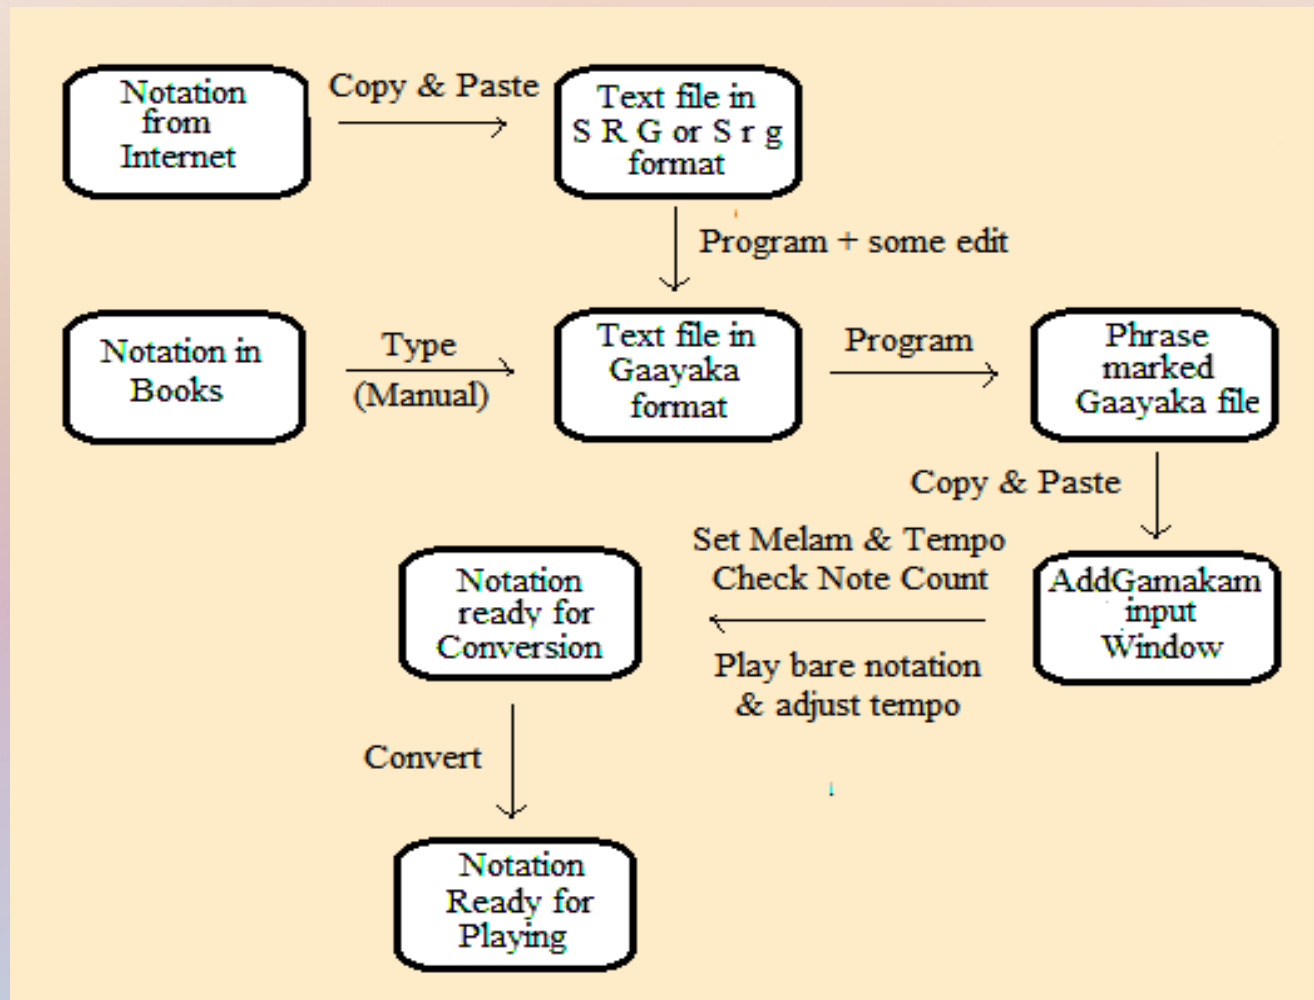 Notation
from
Internet
Copy & Paste
Text file in
S R G or S r g
format
Program + some edit
Notation in
Books
Type
(Manual)
Text file in
Gaayaka
format
Program
Phrase
marked
Gaayaka file
Copy & Paste
AddGamakam
input
Window
Set Melam & Tempo
Check Note Count
Play bare notation
& adjust tempo
Notation
ready for
Conversion
Convert
Notation
Ready for
Playing